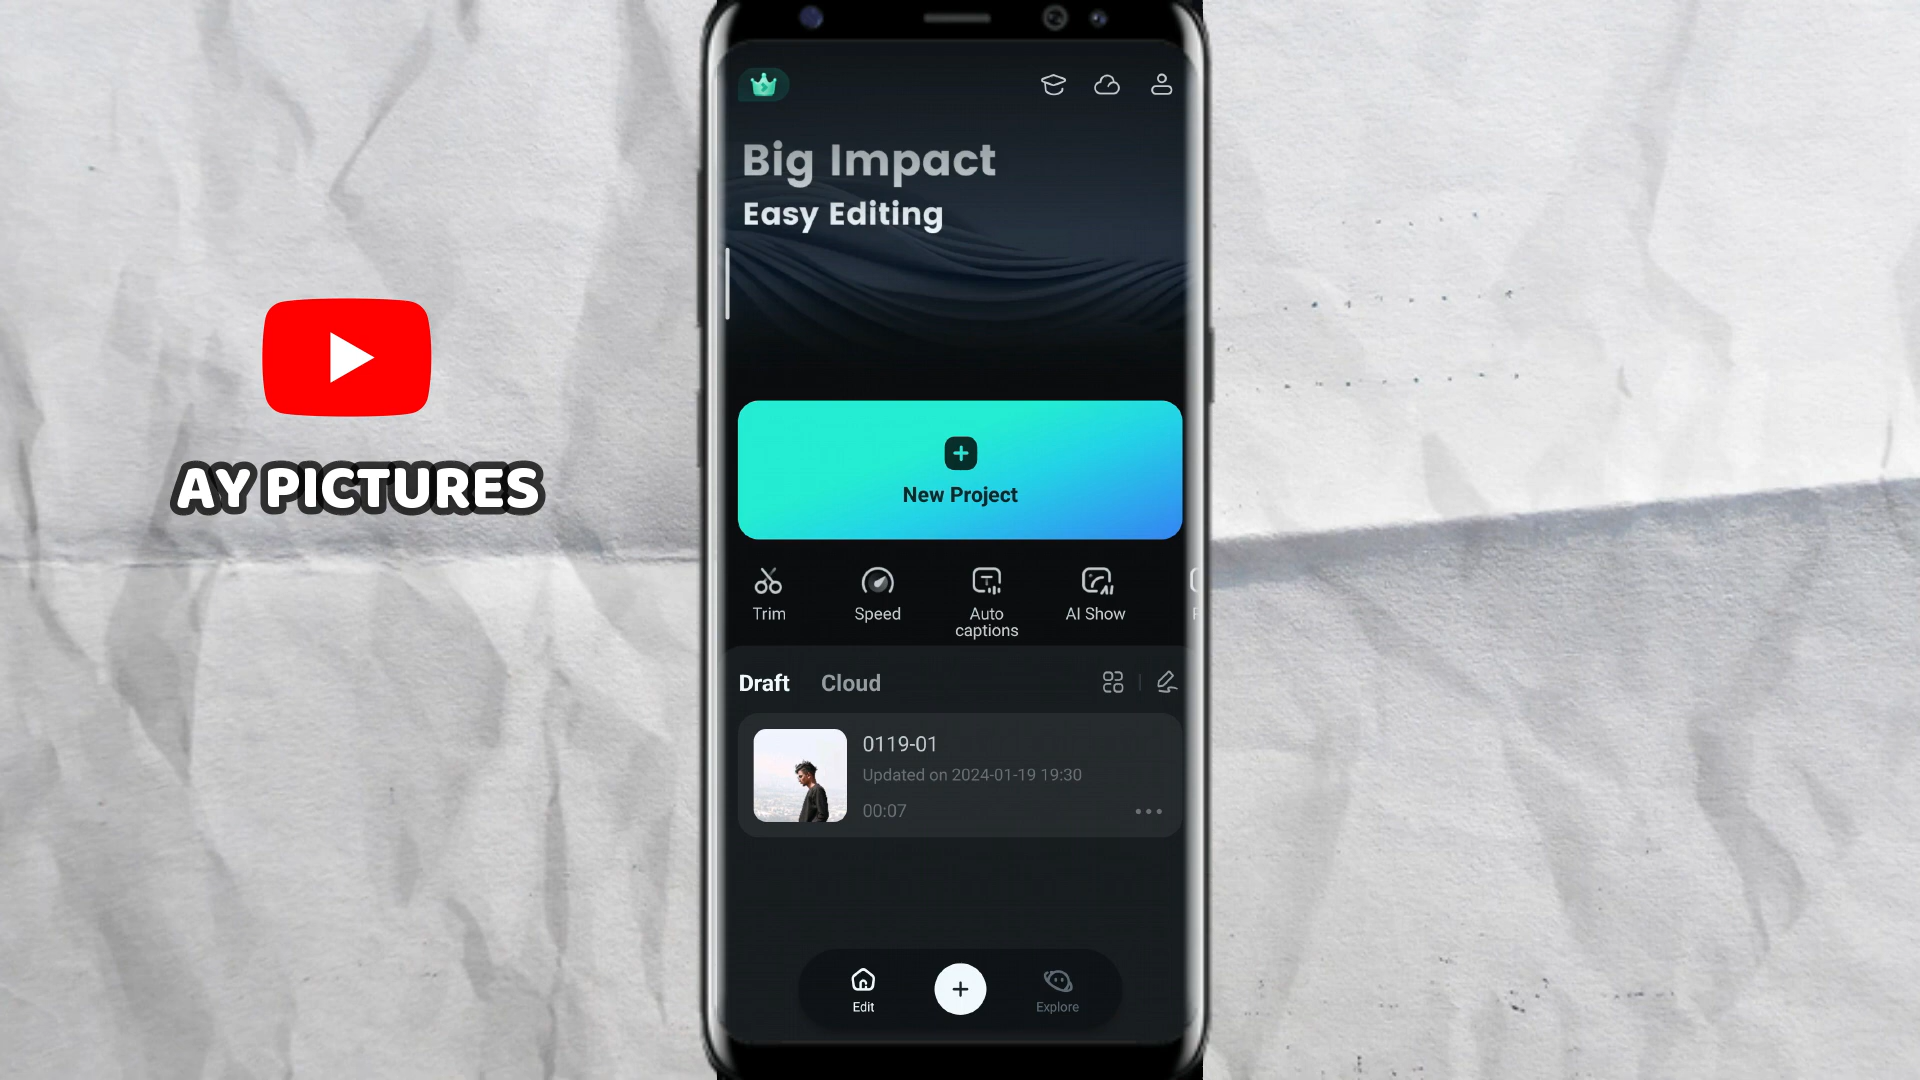 Big Impact
Easy Editing
New Project
Trim
Speed
Auto
captions
AI Show
Draft
Cloud
0119-01
Updated on 2024-01-19 19:30
00:07
Edit
Explore
AY PICTURES